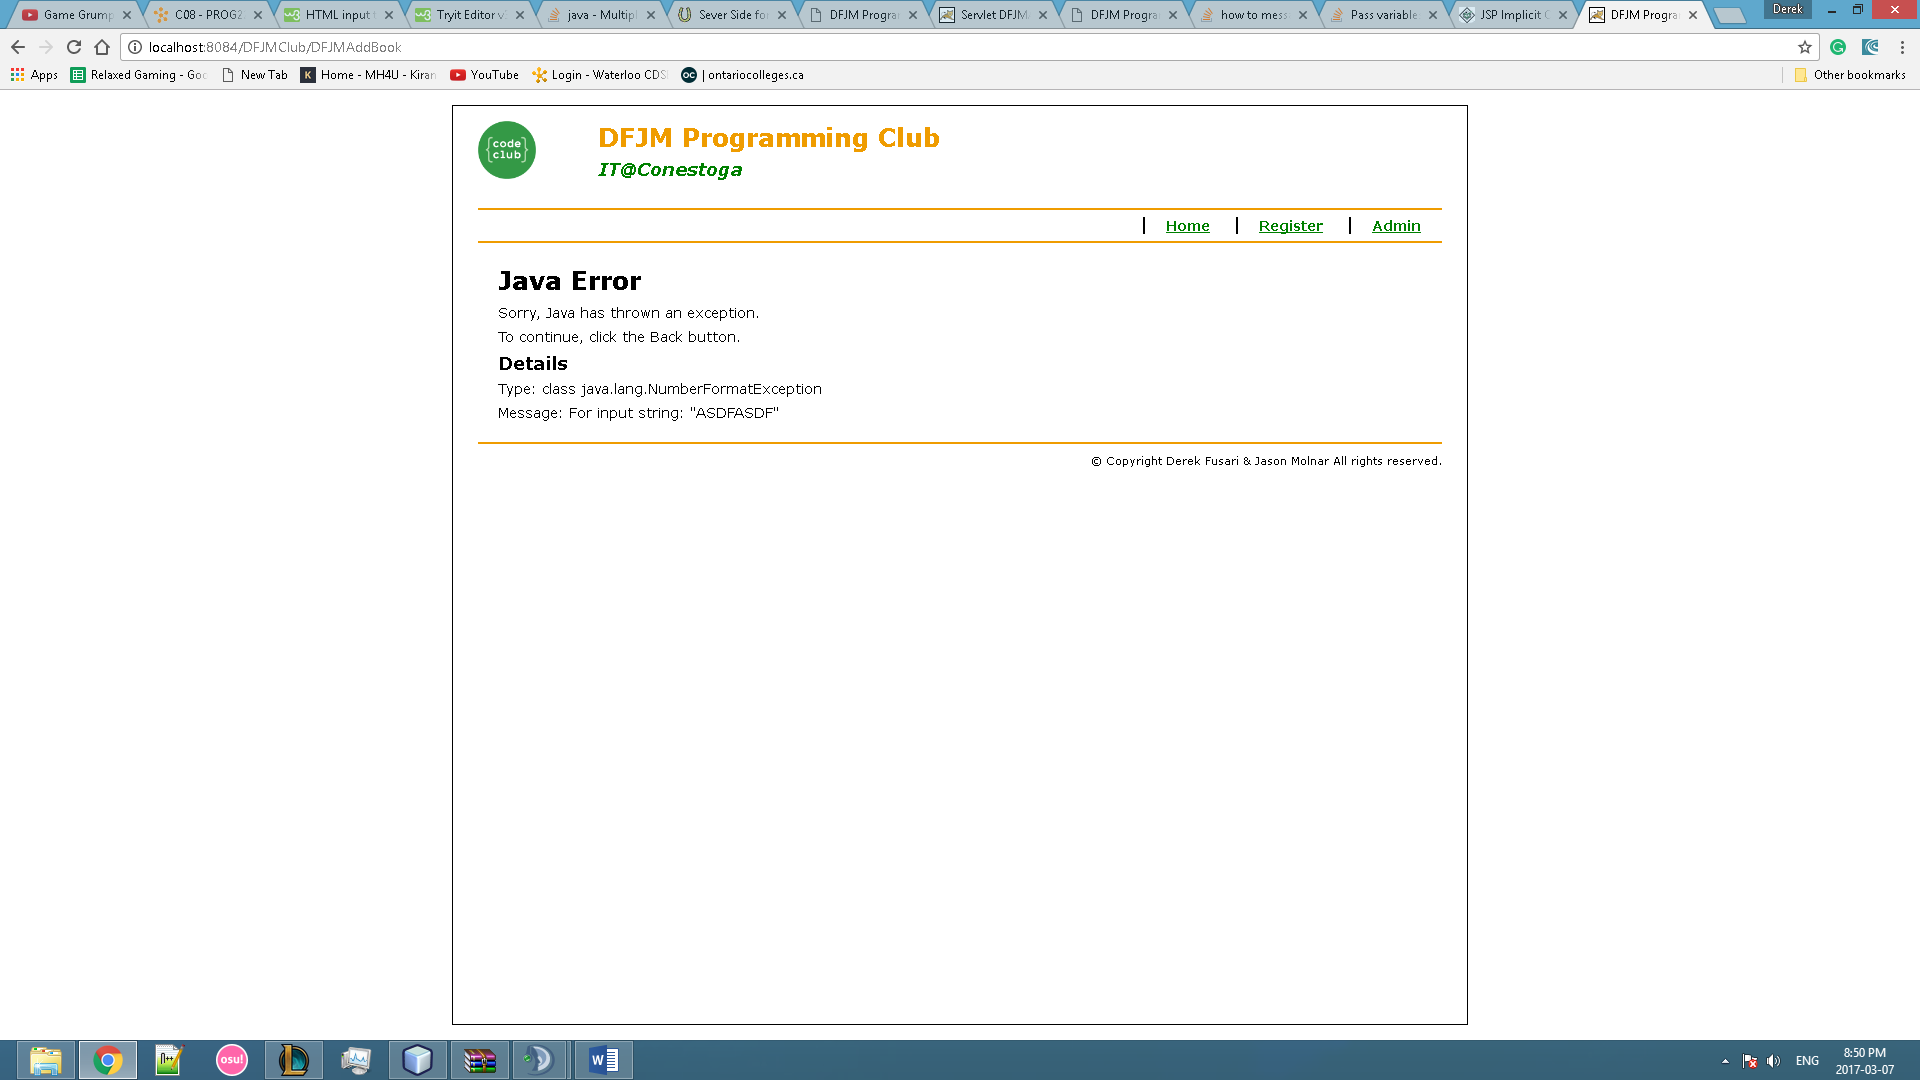 Game Grump
C08 - PROG2
HTML input
Tryit Editor v
java - Multipl
Sever Side fo
DFJM Progra
Servlet DFJM
DFJM Progra
how to mess
Pass variable
JSP Implicit O
DFJM Progra
Derek
localhost:8084/DFJMClub/DFJMAddBook
Apps
Relaxed Gaming - Goo
New Tab
Home - MH4U - Kiran
YouTube
Login - Waterloo CDS
| ontariocolleges.ca
Other bookmarks
{code
club}
DFJM Programming Club
IT@Conestoga
Home
Register
Admin
Java Error
Sorry, Java has thrown an exception.
To continue, click the Back button.
Details
Type: class java.lang.NumberFormatException
Message: For input string: "ASDFASDF"
© Copyright Derek Fusari & Jason Molnar All rights reserved.
osu!
ENG
8:50 PM
2017-03-07